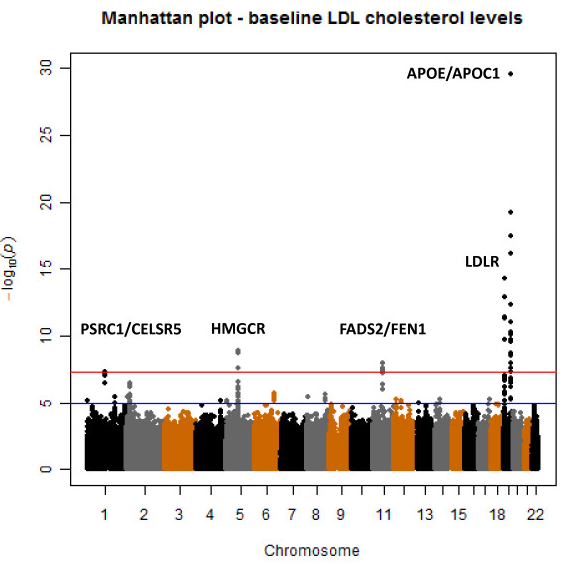 Manhattan plot - baseline LDL cholesterol levels
APOE/APOC1
LDLR
PSRC1/CELSR5
HMGCR
FADS2/FEN1
30
25
20
15
10
5
0
−log10(p)
1 2 3 4 5 6 7 8 9 11 13 15 18 22
Chromosome